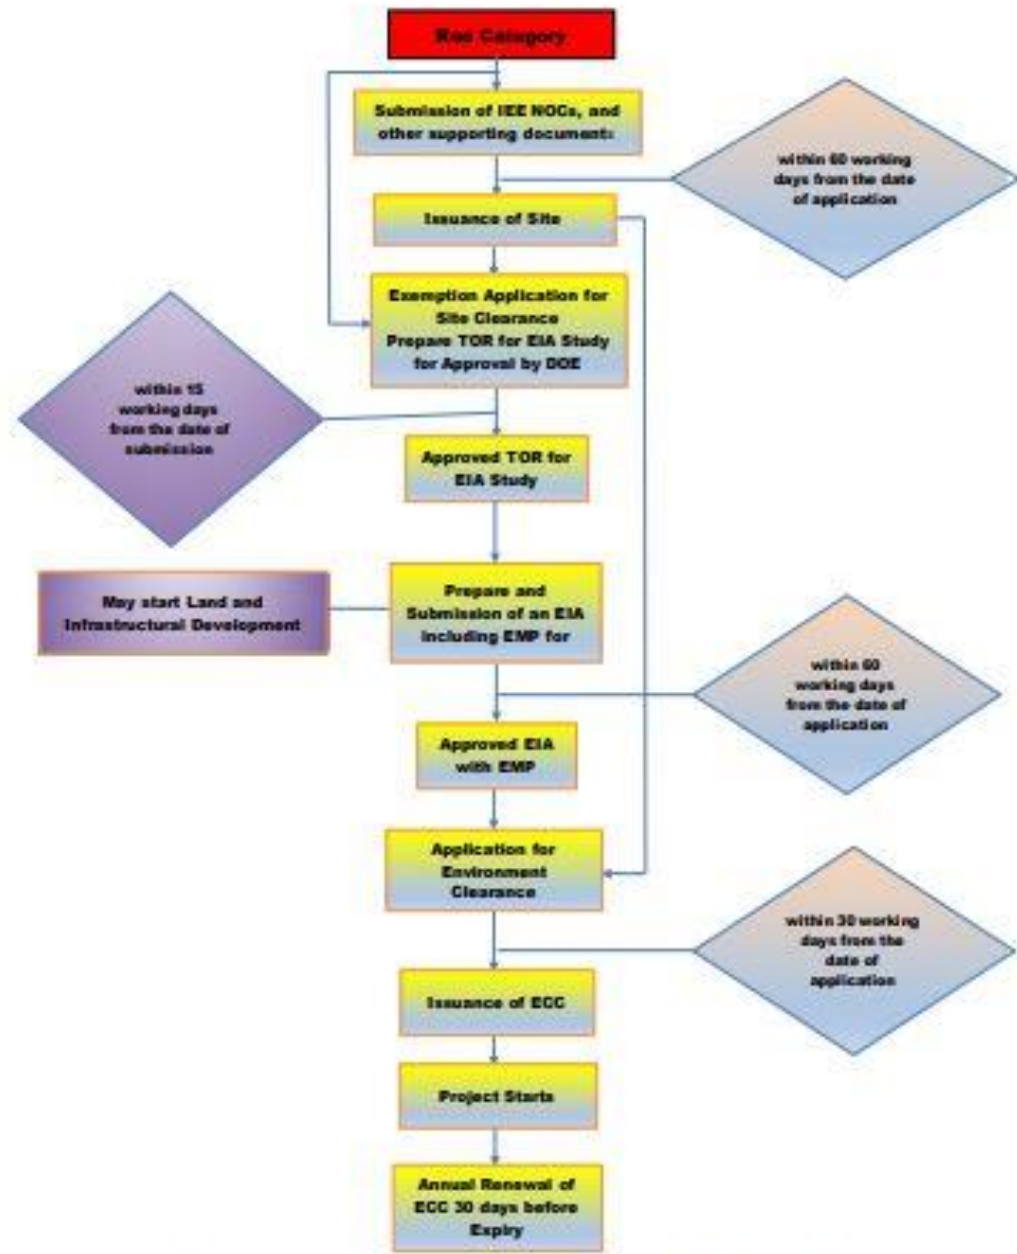 Ree Category
Submission of IEE NOCs, and
other supporting documents
within 60 working
days from the date
of application
Issuance of Site
Exemption Application for
Site Clearance
Prepare TOR for EIA Study
for Approval by DOE
within 15
working days
from the date of
submission
Approved TOR for
EIA Study
May start Land and
Infrastructural Development
Prepare and
Submission of an EIA
including EMP for
within 60
working days
from the date of
application
Approved EIA
with EMP
Application for
Environment
Clearance
within 30 working
days from the
date of
application
Issuance of ECC
Project Starts
Annual Renewal of
ECC 30 days before
Expiry